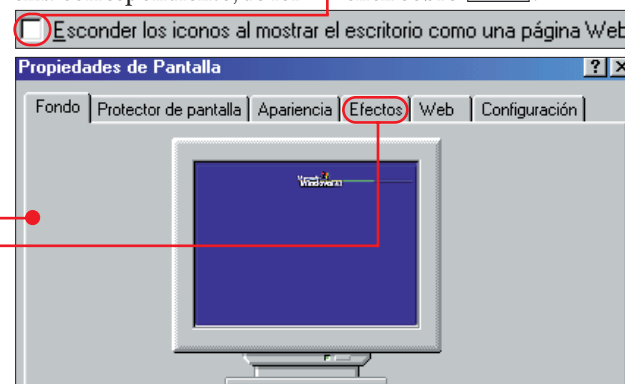 Esconder los iconos al mostrar el escritorio como una página Web
Propiedades de Pantalla
Fondo Protector de pantalla Apariencia Efectos Web Configuración